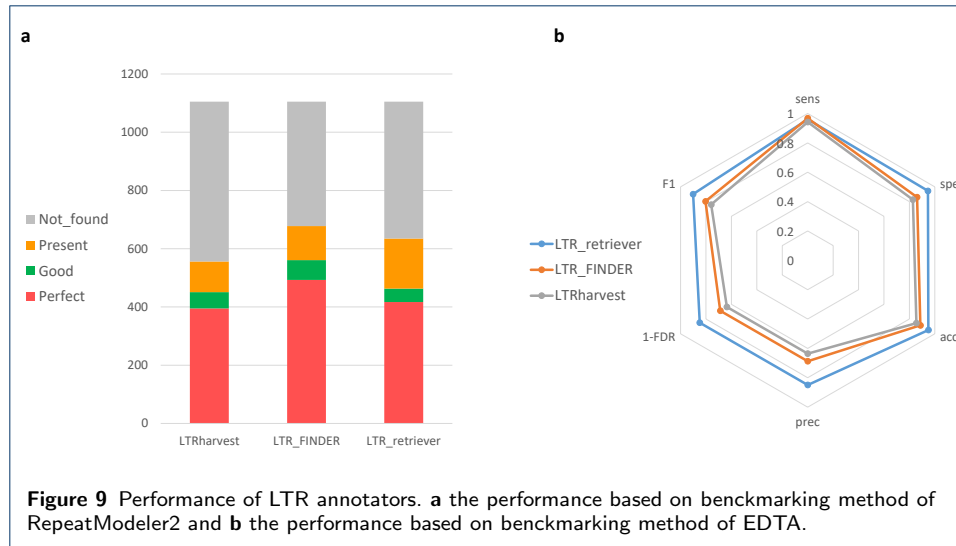 a
1200
1000
800
600
400
200
0
Not_found
Present
Good
Perfect
LTRharvest LTR_FINDER LTR_retriever
b
sens
1
0.8
0.6
0.4
0.2
0
F1
spe
1-FDR
acc
prec
LTR_retriever
LTR_FINDER
LTRharvest
Figure 9 Performance of LTR annotators. a the performance based on benckmarking method of
RepeatModeler2 and b the performance based on benckmarking method of EDTA.